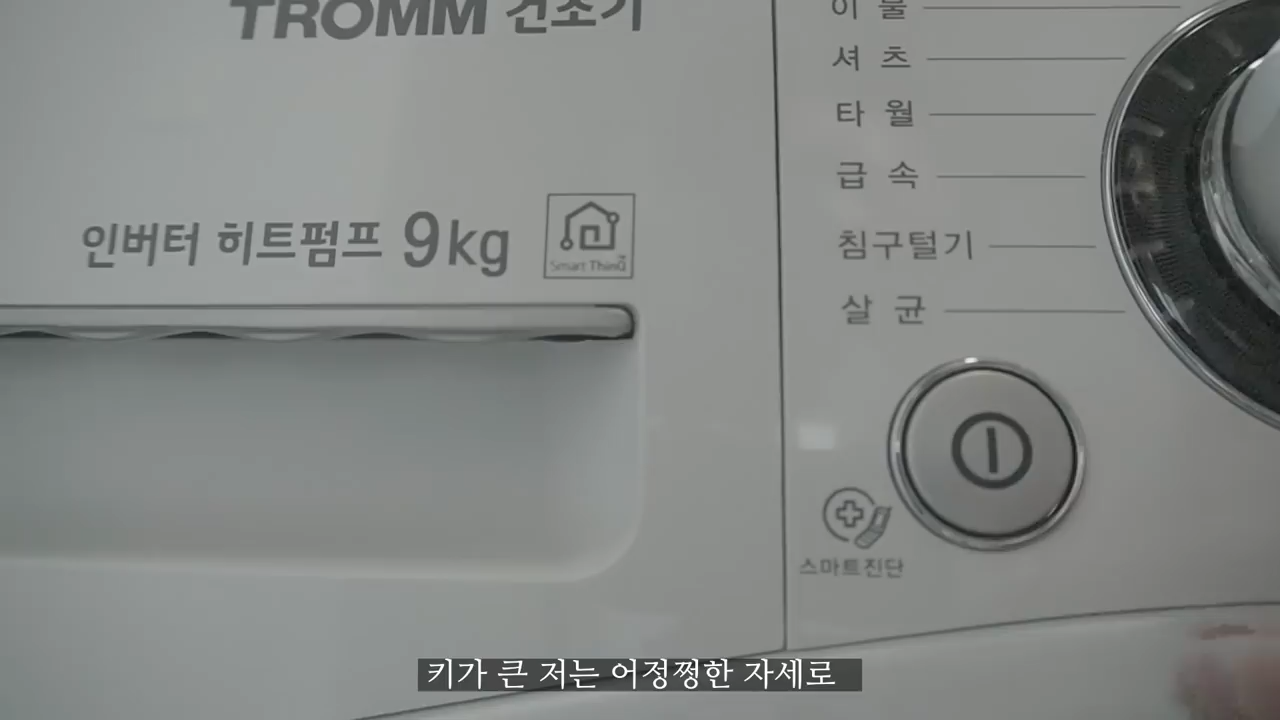 TROMM 건조기
인버터 히트펌프 9kg
Smart ThinQ
이 불
셔 츠
타 월
급 속
침구털기
살 균
스마트진단
키가 큰 저는 어정쩡한 자세로